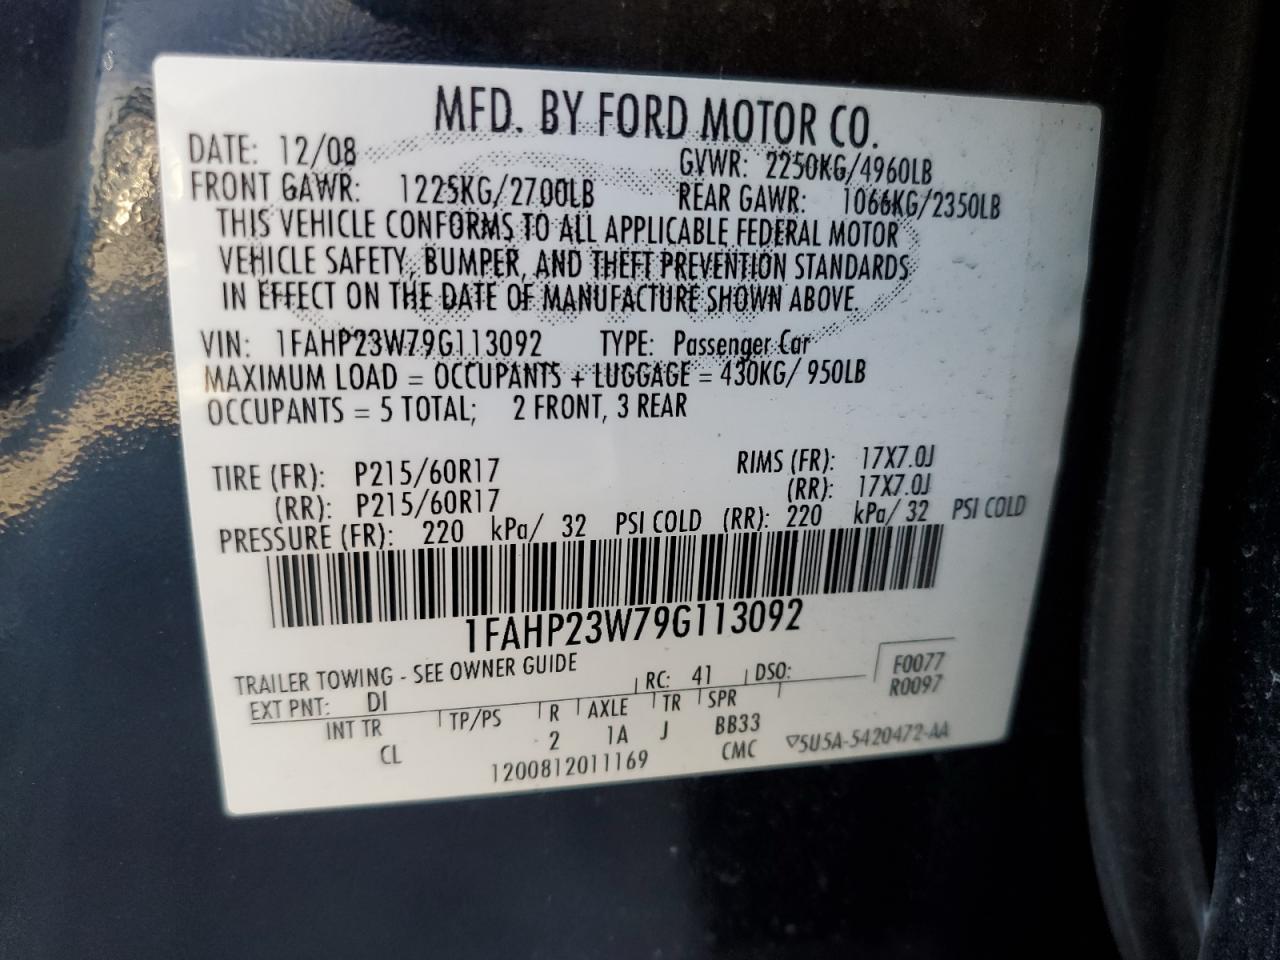 MFD. BY FORD MOTOR CO.
DATE: 12/08 GVWR: 2250KG/4960LB
FRONT GAWR: 1225KG/2700LB REAR GAWR: 1066KG/2350LB
THIS VEHICLE CONFORMS TO ALL APPLICABLE FEDERAL MOTOR
VEHICLE SAFETY, BUMPER, AND THEFT PREVENTION STANDARDS
IN EFFECT ON THE DATE OF MANUFACTURE SHOWN ABOVE.
VIN: 1FAHP23W79G113092 TYPE: Passenger Car
MAXIMUM LOAD = OCCUPANTS + LUGGAGE = 430KG/ 950LB
OCCUPANTS = 5 TOTAL; 2 FRONT, 3 REAR
TIRE (FR): P215/60R17 RIMS (FR): 17X7.0J
(RR): P215/60R17 (RR): 17X7.0J
PRESSURE (FR): 220 kPa/ 32 PSI COLD (RR): 220 kPa/ 32 PSI COLD
1FAHP23W79G113092
TRAILER TOWING - SEE OWNER GUIDE
EXT PNT: DI RC: 41 DSO: F0077
R0097
INT TR TP/PS R AXLE TR SPR
CL 2 1A J BB33
1200812011169 CMC ▽5U5A-5420472-AA